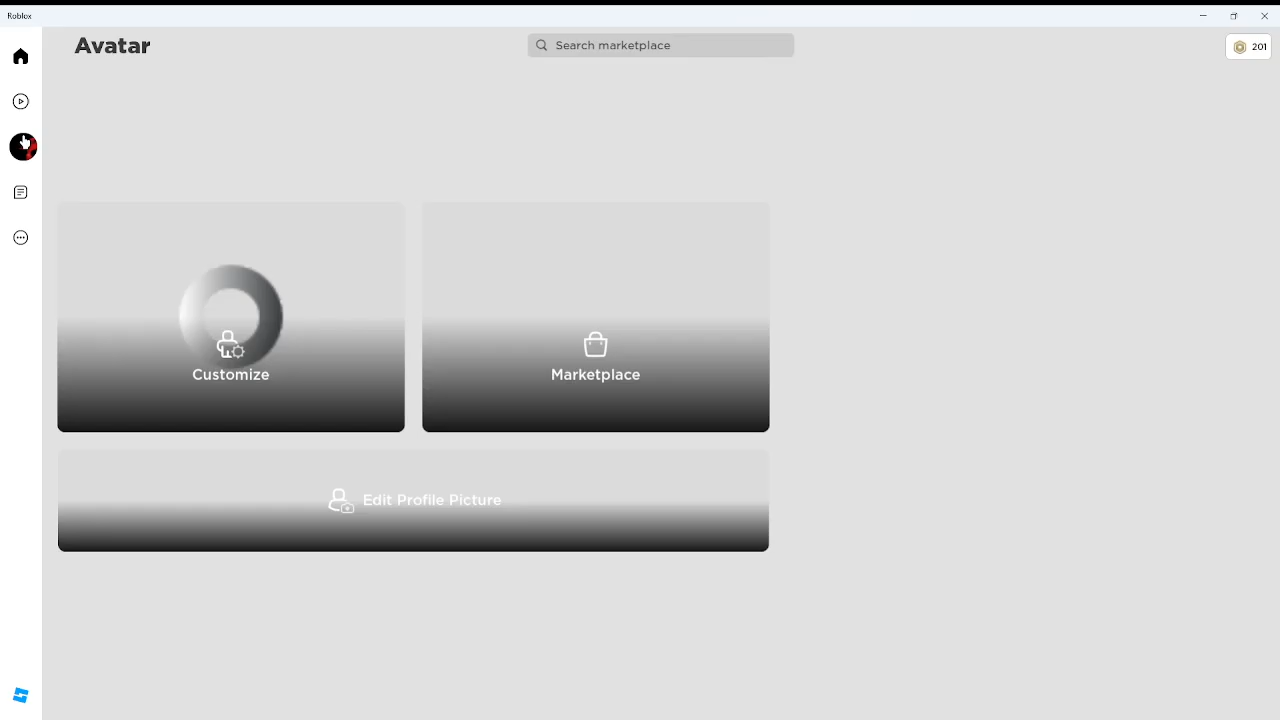 Roblox
Avatar
Search marketplace
201
Customize
Marketplace
Edit Profile Picture